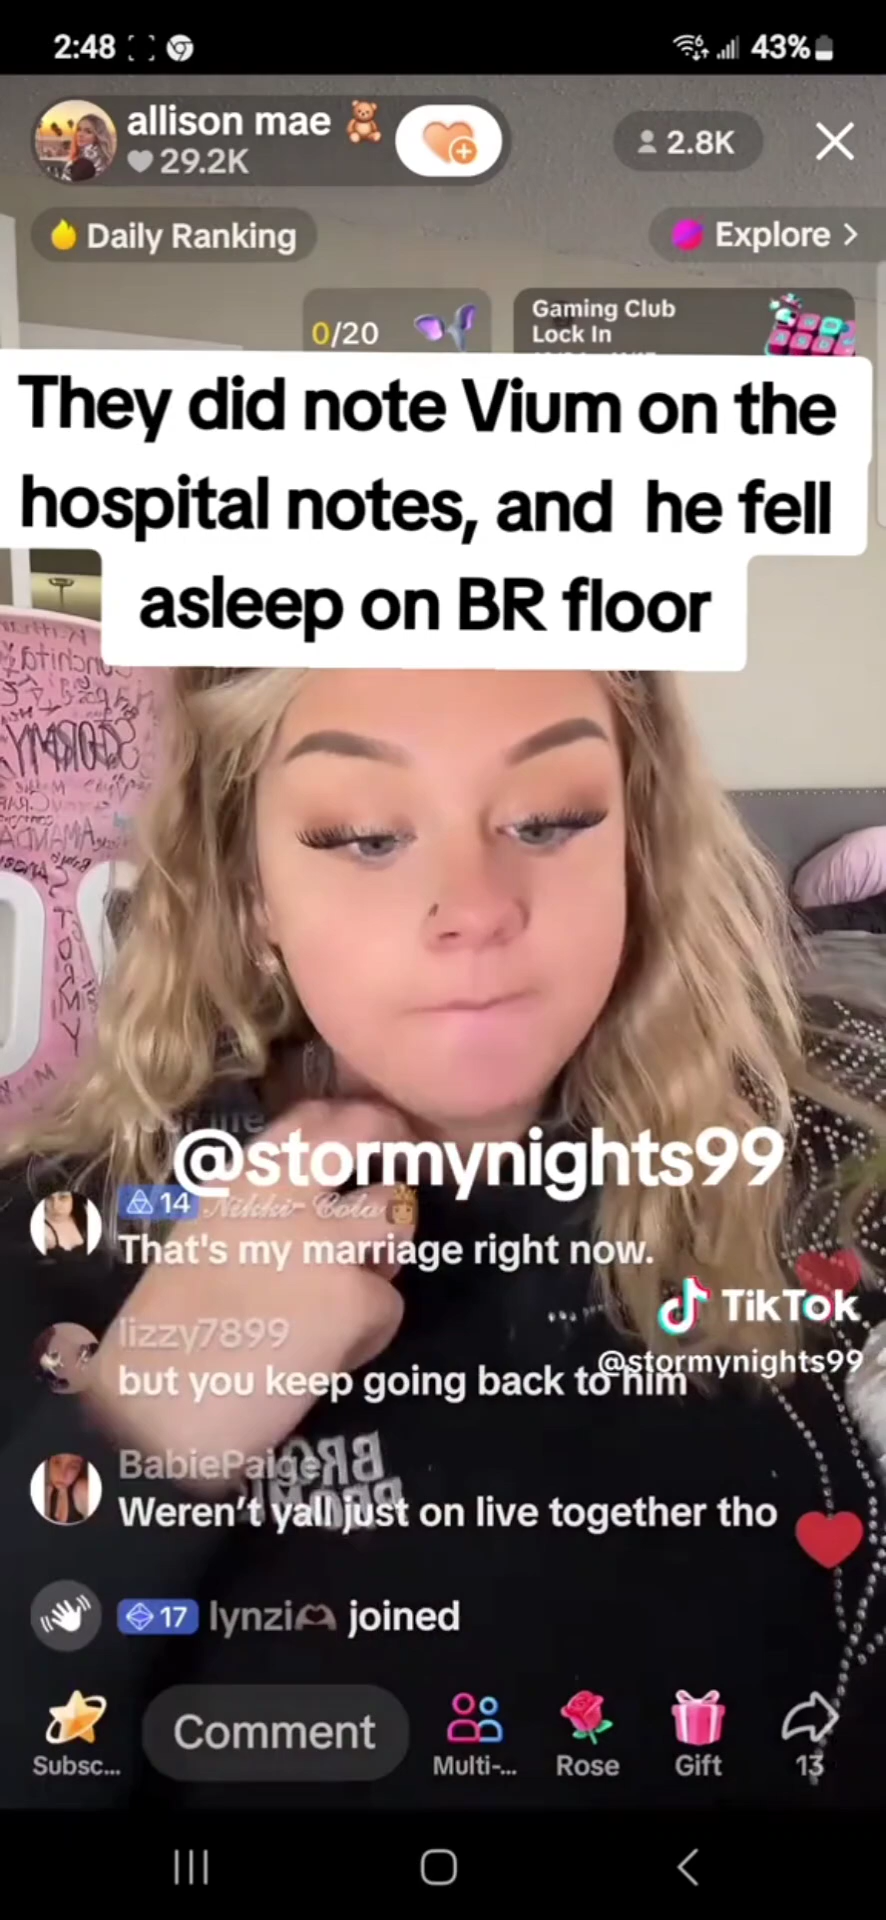 2:48
43%
allison mae 🧸
29.2K
2.8K
Daily Ranking
Explore >
0/20
Gaming Club
Lock In
They did note Vium on the
hospital notes, and he fell
asleep on BR floor
STORMY
@stormynights99
14 Nikki- Cola
That's my marriage right now.
TikTok
lizzy7899
@stormynights99
but you keep going back to him
BabiePaige
Weren't yall just on live together tho
17 lynzi joined
Subsc...
Comment
Multi-...
Rose
Gift
13